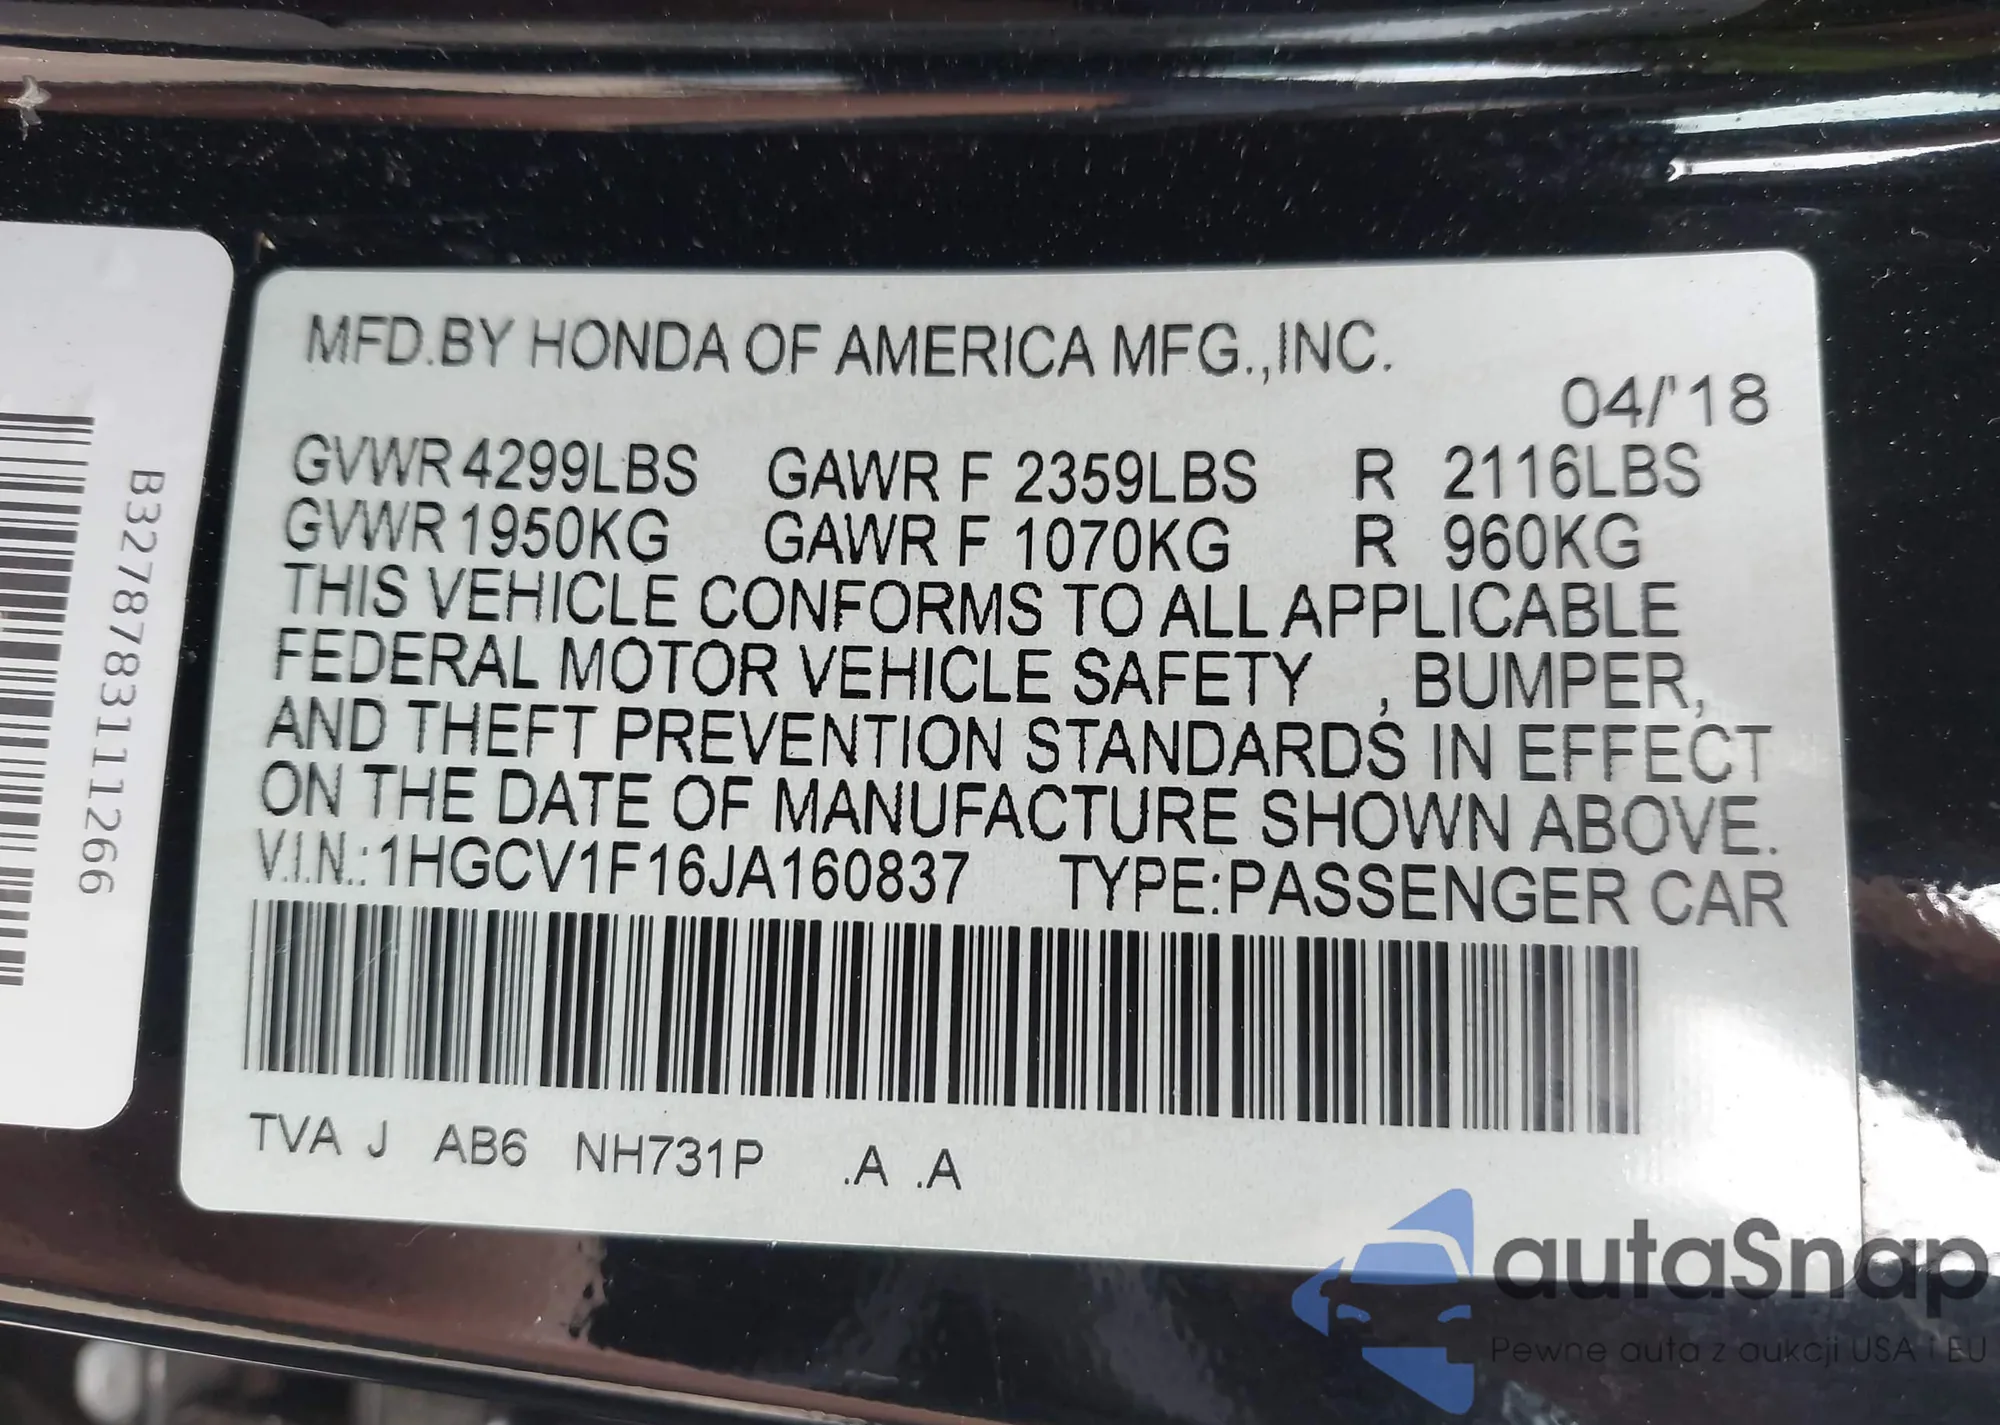 MFD.BY HONDA OF AMERICA MFG.,INC.
04/'18
GVWR 4299LBS GAWR F 2359LBS R 2116LBS
GVWR 1950KG GAWR F 1070KG R 960KG
THIS VEHICLE CONFORMS TO ALL APPLICABLE
FEDERAL MOTOR VEHICLE SAFETY , BUMPER,
AND THEFT PREVENTION STANDARDS IN EFFECT
ON THE DATE OF MANUFACTURE SHOWN ABOVE.
V.I.N.: 1HGCV1F16JA160837 TYPE:PASSENGER CAR
TVA J AB6 NH731P .A .A
B3278783111266
autaSnap
Pewne auta z aukcji USA i EU